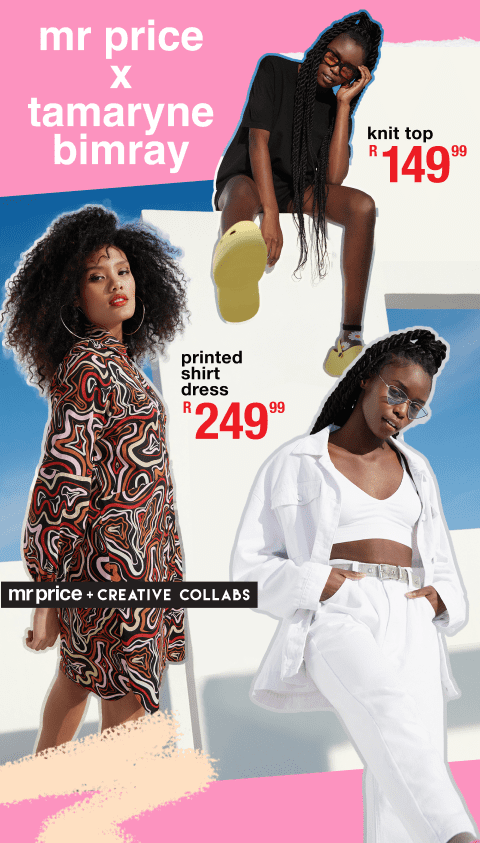 mr price
x
tamaryne
bimray
knit top
R 149 99
printed
shirt
dress
R 249 99
mr price + CREATIVE COLLABS